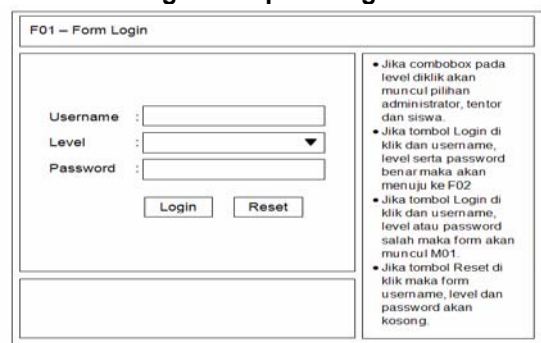 F01 – Form Login
Username :
Level :
Password :
Login Reset
• Jika combobox pada
level diklik akan
muncul pilihan
administrator, tentor
dan siswa.
• Jika tombol Login di
klik dan username,
level serta password
benar maka akan
menuju ke F02
• Jika tombol Login di
klik dan username,
level atau password
salah maka form akan
muncul M01.
• Jika tombol Reset di
klik maka form
username, level dan
password akan
kosong.